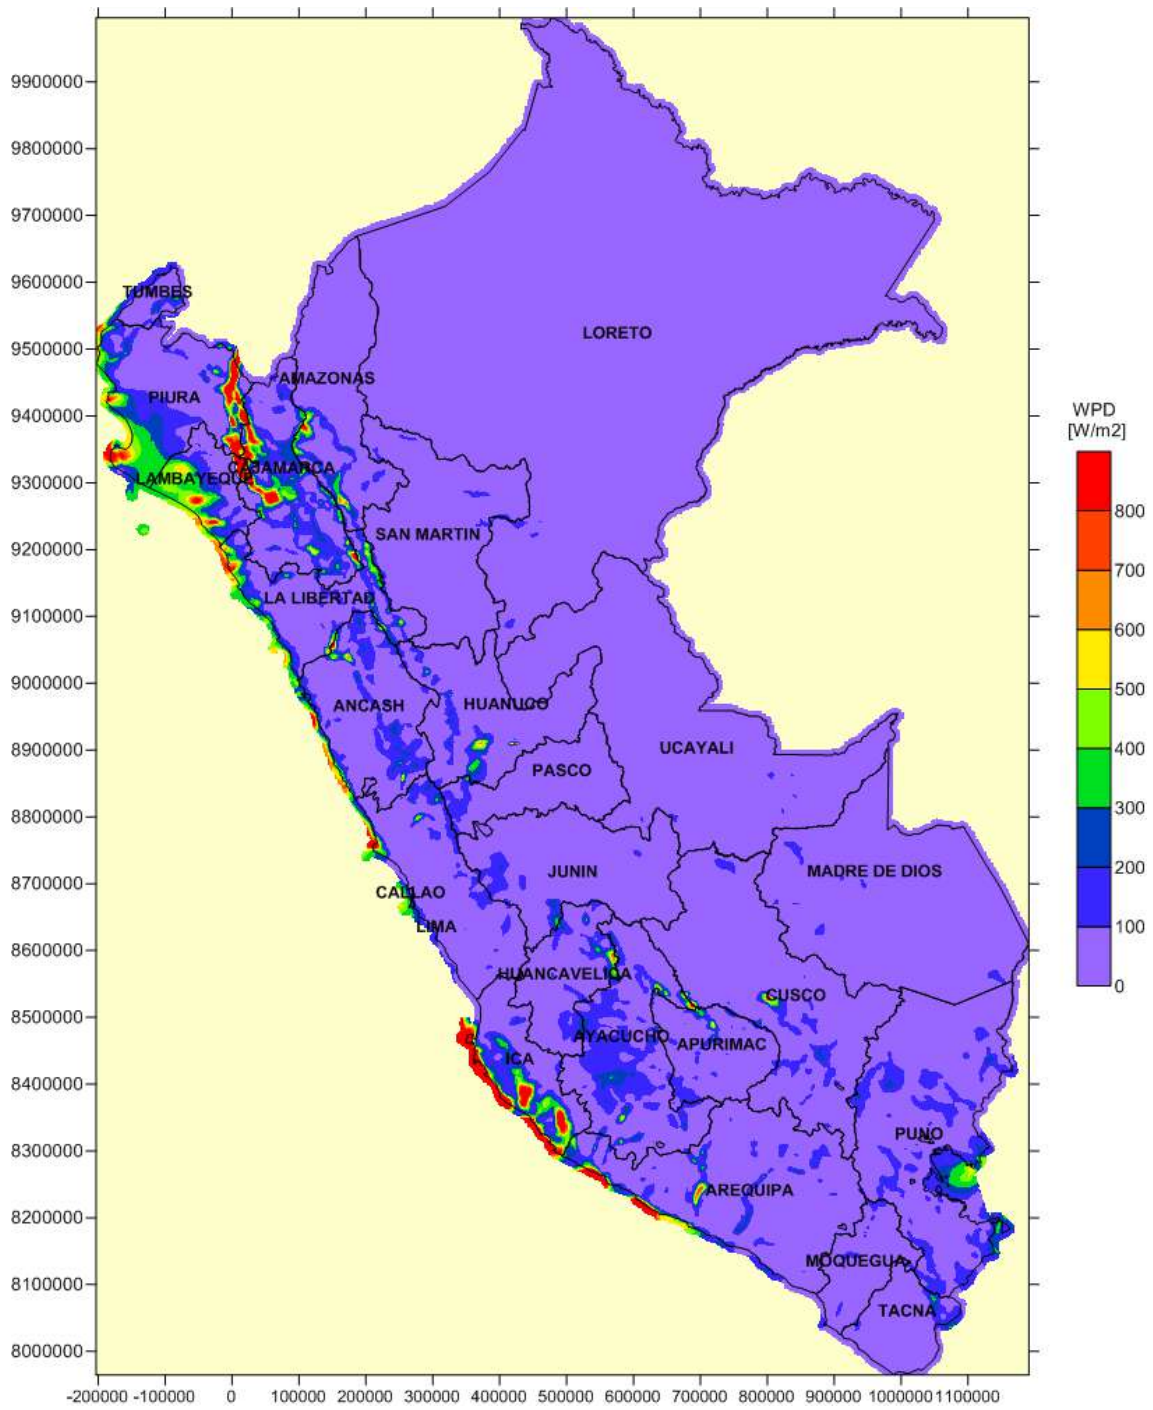 9900000
9800000
9700000
9600000
9500000
9400000
9300000
9200000
9100000
9000000
8900000
8800000
8700000
8600000
8500000
8400000
8300000
8200000
8100000
8000000
TUMBES
LORETO
AMAZONAS
PIURA
CAJAMARCA
LAMBAYEQUE
SAN MARTIN
LA LIBERTAD
ANCASH
HUANUCO
UCAYALI
PASCO
JUNIN
MADRE DE DIOS
CALLAO
LIMA
HUANCAVELICA
CUSCO
AYACUCHO
APURIMAC
ICA
PUNO
AREQUIPA
MOQUEGUA
TACNA
WPD
[W/m2]
800
700
600
500
400
300
200
100
0
-200000 -100000 0 100000 200000 300000 400000 500000 600000 700000 800000 900000 1000000 1100000